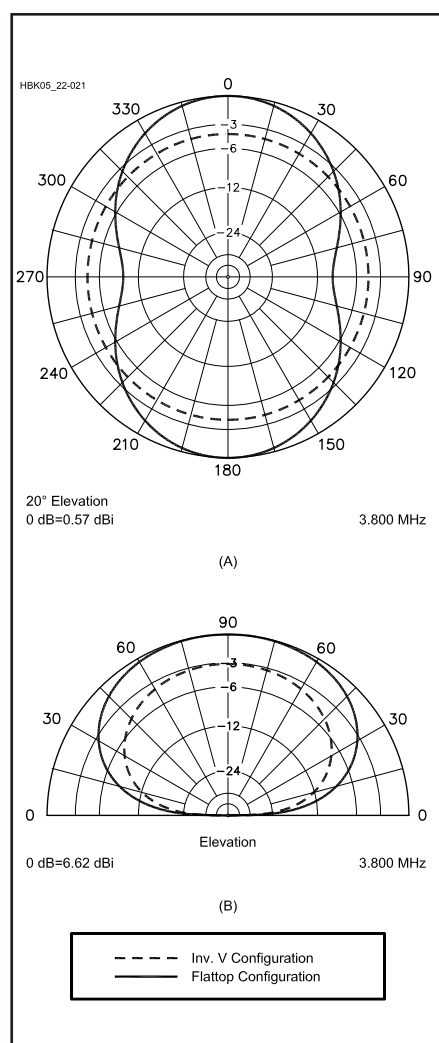 HBK05_22-021
0
330 30
-3
-6
300 60
-12
-24
270 90
240 120
210 150
180
20° Elevation
0 dB=0.57 dBi 3.800 MHz
(A)
90
60 60
-3
-6
30 30
-12
-24
0 0
Elevation
0 dB=6.62 dBi 3.800 MHz
(B)
Inv. V Configuration
Flattop Configuration